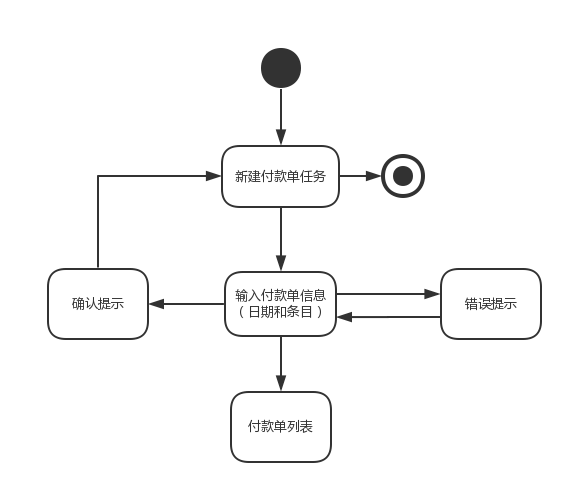 新建付款单任务
确认提示
输入付款单信息
（日期和条目）
错误提示
付款单列表